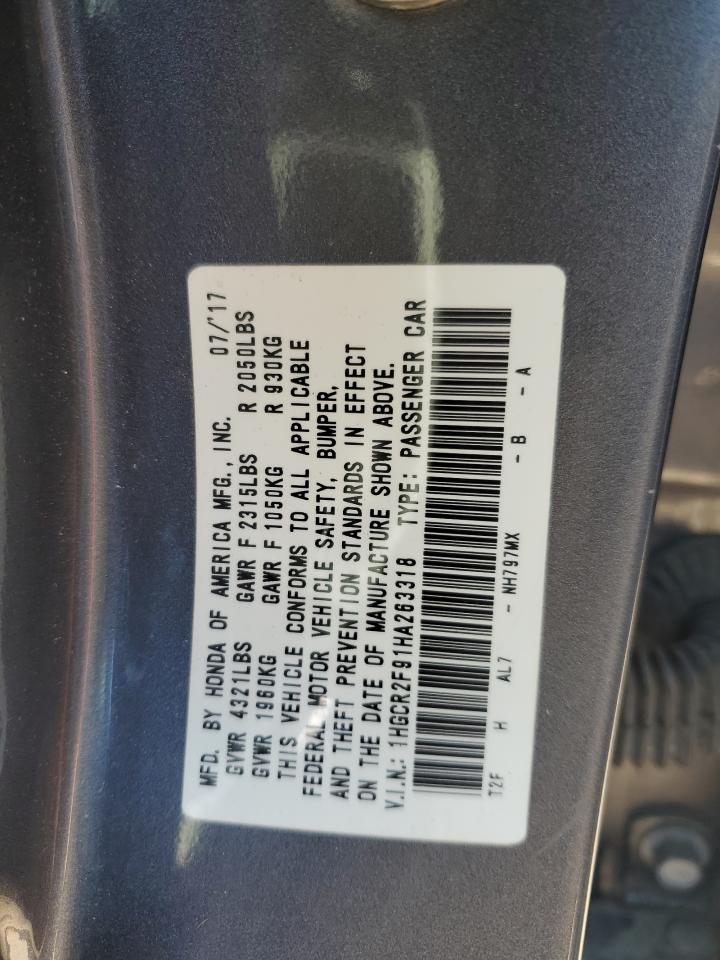 MFD. BY HONDA OF AMERICA MFG., INC. 07/'17
GVWR 4321LBS GAWR F 2315LBS R 2050LBS
GVWR 1960KG GAWR F 1050KG R 930KG
THIS VEHICLE CONFORMS TO ALL APPLICABLE
FEDERAL MOTOR VEHICLE SAFETY, BUMPER,
AND THEFT PREVENTION STANDARDS IN EFFECT
ON THE DATE OF MANUFACTURE SHOWN ABOVE.
V.I.N.: 1HGCR2F91HA263318 TYPE: PASSENGER CAR
T2F H AL7 - NH797MX - B - A